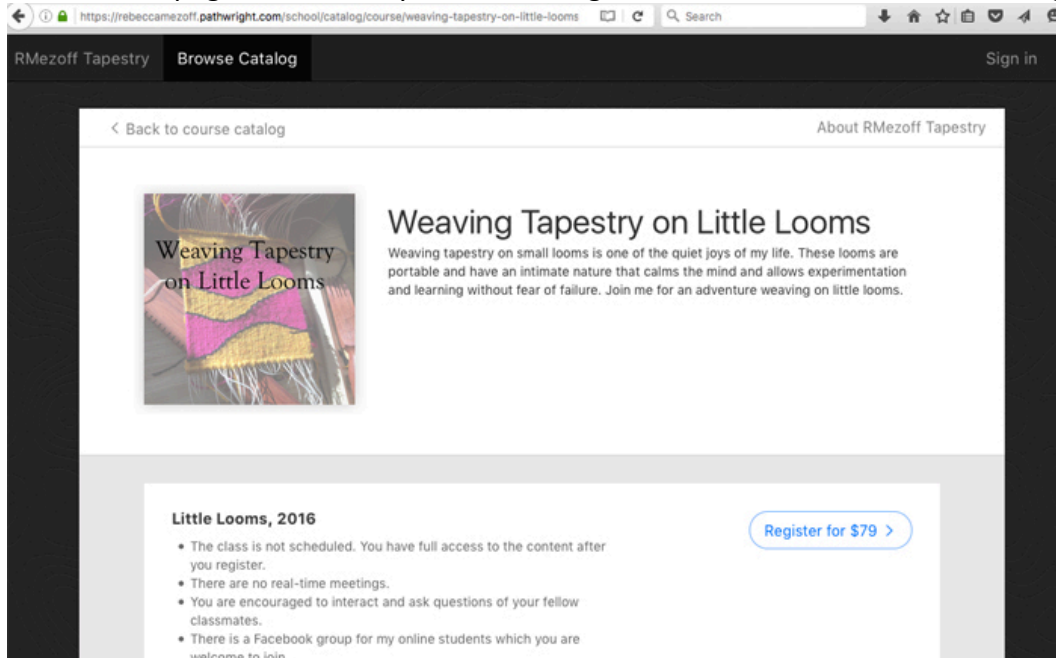 https://rebeccamezoff.pathwright.com/school/catalog/course/weaving-tapestry-on-little-looms
Search
RMezoff Tapestry
Browse Catalog
Sign in
< Back to course catalog
About RMezoff Tapestry
Weaving Tapestry
on Little Looms
Weaving Tapestry on Little Looms
Weaving tapestry on small looms is one of the quiet joys of my life. These looms are
portable and have an intimate nature that calms the mind and allows experimentation
and learning without fear of failure. Join me for an adventure weaving on little looms.
Little Looms, 2016
Register for $79 >
• The class is not scheduled. You have full access to the content after
you register.
• There are no real-time meetings.
• You are encouraged to interact and ask questions of your fellow
classmates.
• There is a Facebook group for my online students which you are
welcome to join